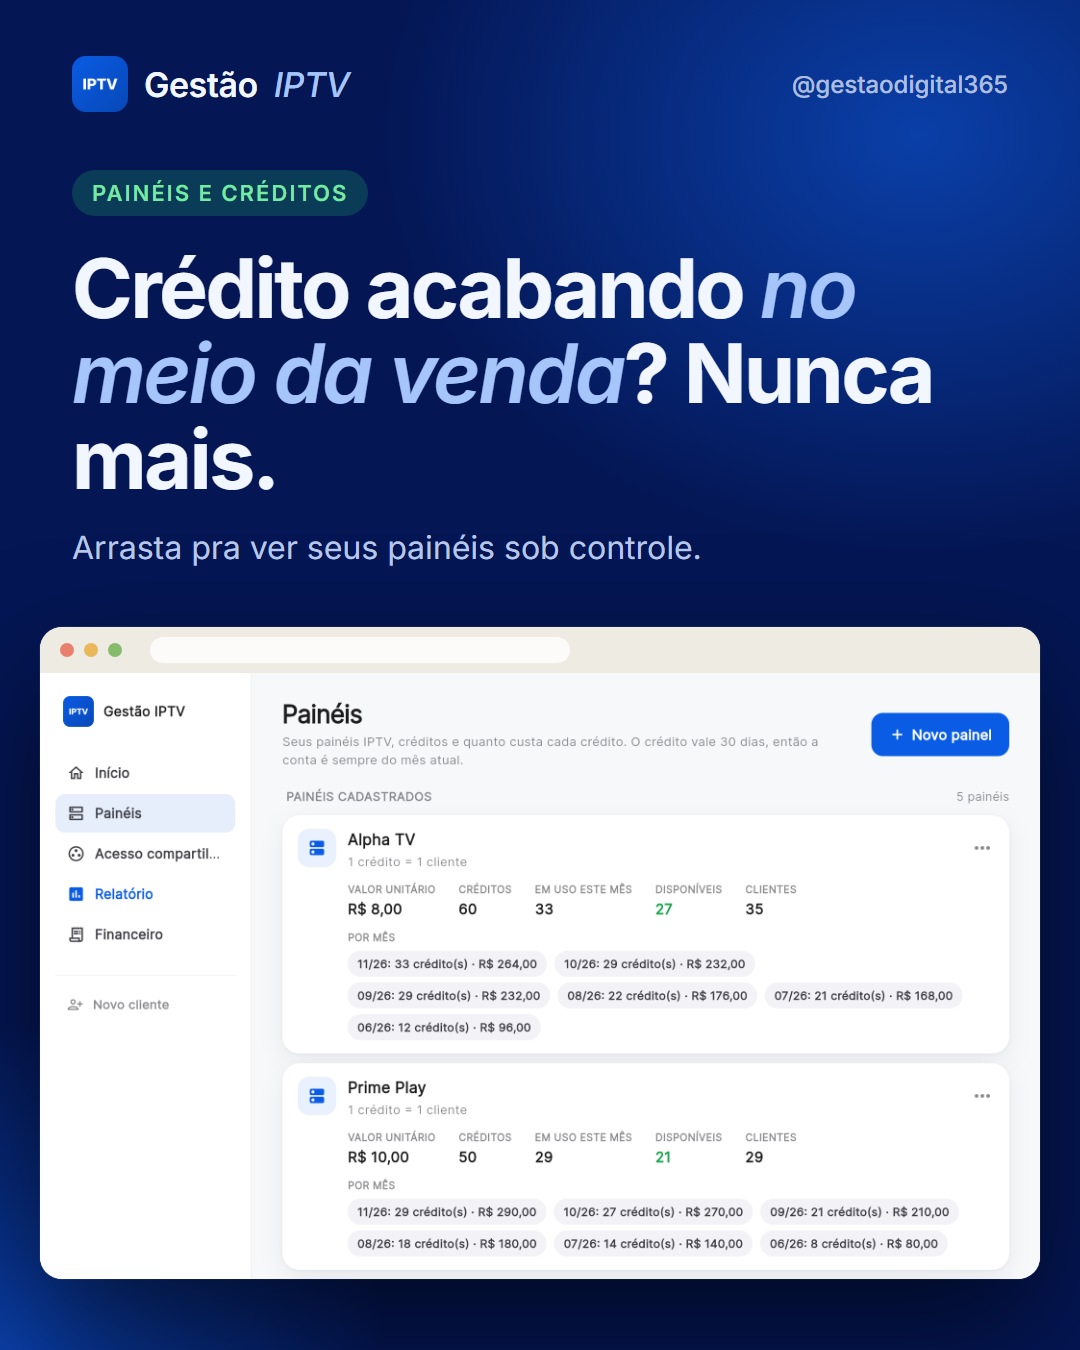 IPTV Gestão IPTV
@gestaodigital365
PAINÉIS E CRÉDITOS
Crédito acabando no
meio da venda? Nunca
mais.
Arrasta pra ver seus painéis sob controle.
IPTV Gestão IPTV
Início
Painéis
Acesso compartil...
Relatório
Financeiro
Novo cliente
Painéis
Seus painéis IPTV, créditos e quanto custa cada crédito. O crédito vale 30 dias, então a
conta é sempre do mês atual.
+ Novo painel
PAINÉIS CADASTRADOS
5 painéis
Alpha TV
1 crédito = 1 cliente
VALOR UNITÁRIO CRÉDITOS EM USO ESTE MÊS DISPONÍVEIS CLIENTES
R$ 8,00 60 33 27 35
POR MÊS
11/26: 33 crédito(s) · R$ 264,00 10/26: 29 crédito(s) · R$ 232,00
09/26: 29 crédito(s) · R$ 232,00 08/26: 22 crédito(s) · R$ 176,00 07/26: 21 crédito(s) · R$ 168,00
06/26: 12 crédito(s) · R$ 96,00
Prime Play
1 crédito = 1 cliente
VALOR UNITÁRIO CRÉDITOS EM USO ESTE MÊS DISPONÍVEIS CLIENTES
R$ 10,00 50 29 21 29
POR MÊS
11/26: 29 crédito(s) · R$ 290,00 10/26: 27 crédito(s) · R$ 270,00 09/26: 21 crédito(s) · R$ 210,00
08/26: 18 crédito(s) · R$ 180,00 07/26: 14 crédito(s) · R$ 140,00 06/26: 8 crédito(s) · R$ 80,00